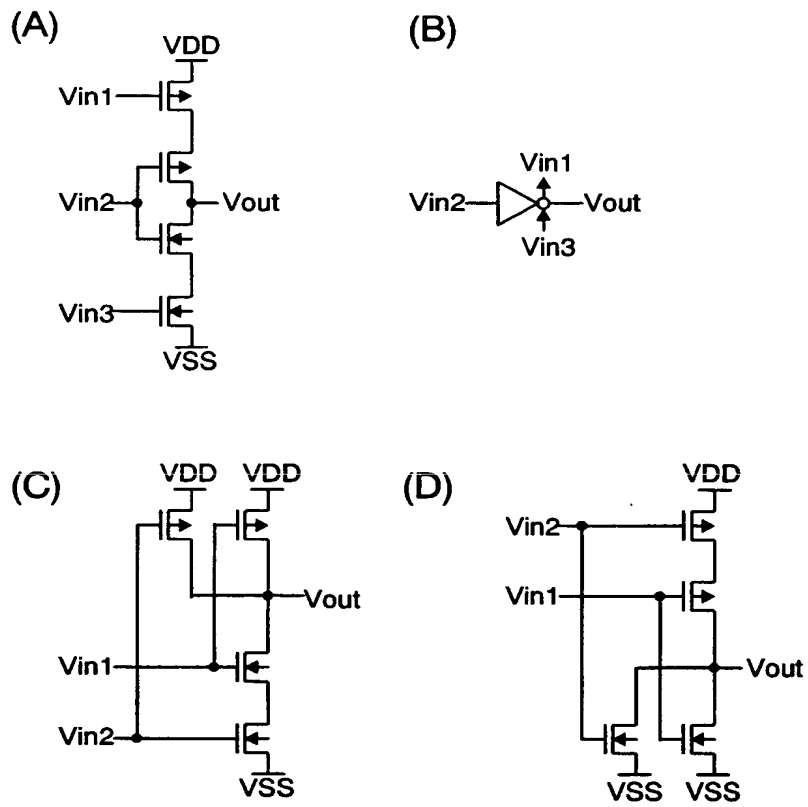 (A)
VDD
Vin1
Vin2
Vout
Vin3
VSS
(B)
Vin1
Vin2
Vout
Vin3
(C)
VDD
VDD
Vout
Vin1
Vin2
VSS
(D)
VDD
Vin2
Vin1
Vout
VSS
VSS